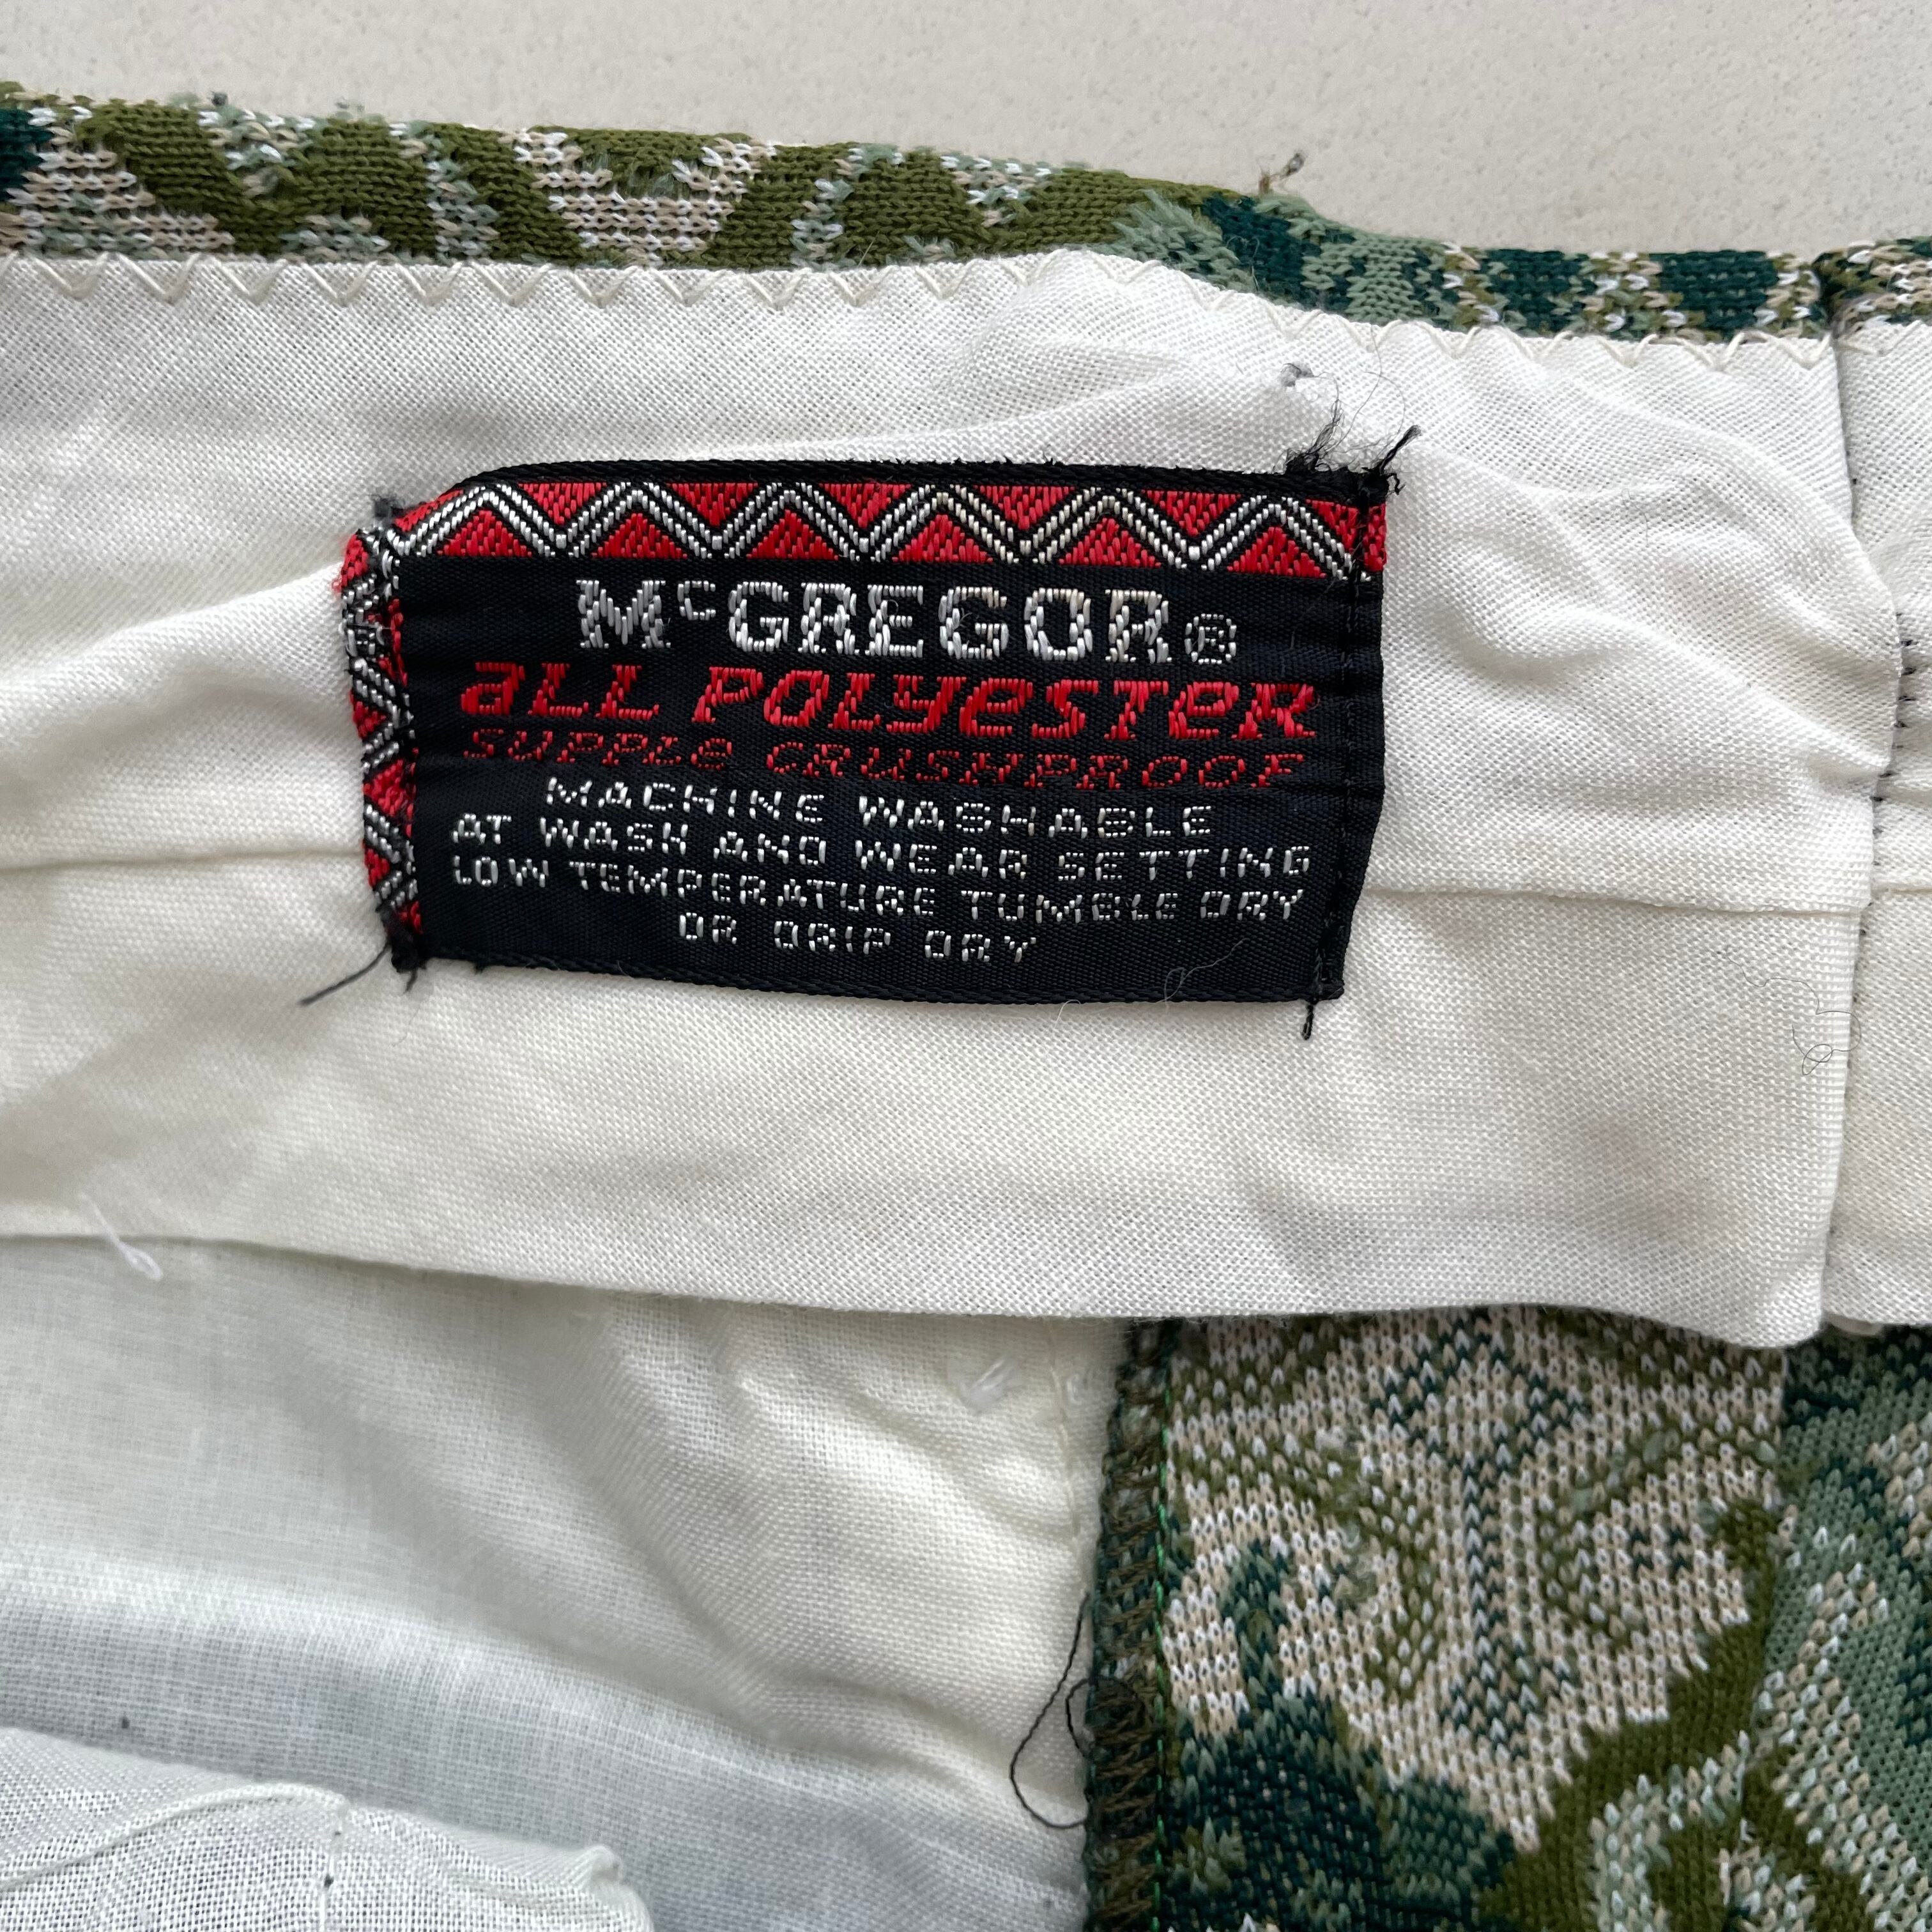 McGREGOR®
aLL POLYeSTeR
SUPPLe CRUSHPROOF
MACHINE WASHABLE
AT WASH AND WEAR SETTING
LOW TEMPERATURE TUMBLE DRY
OR DRIP DRY